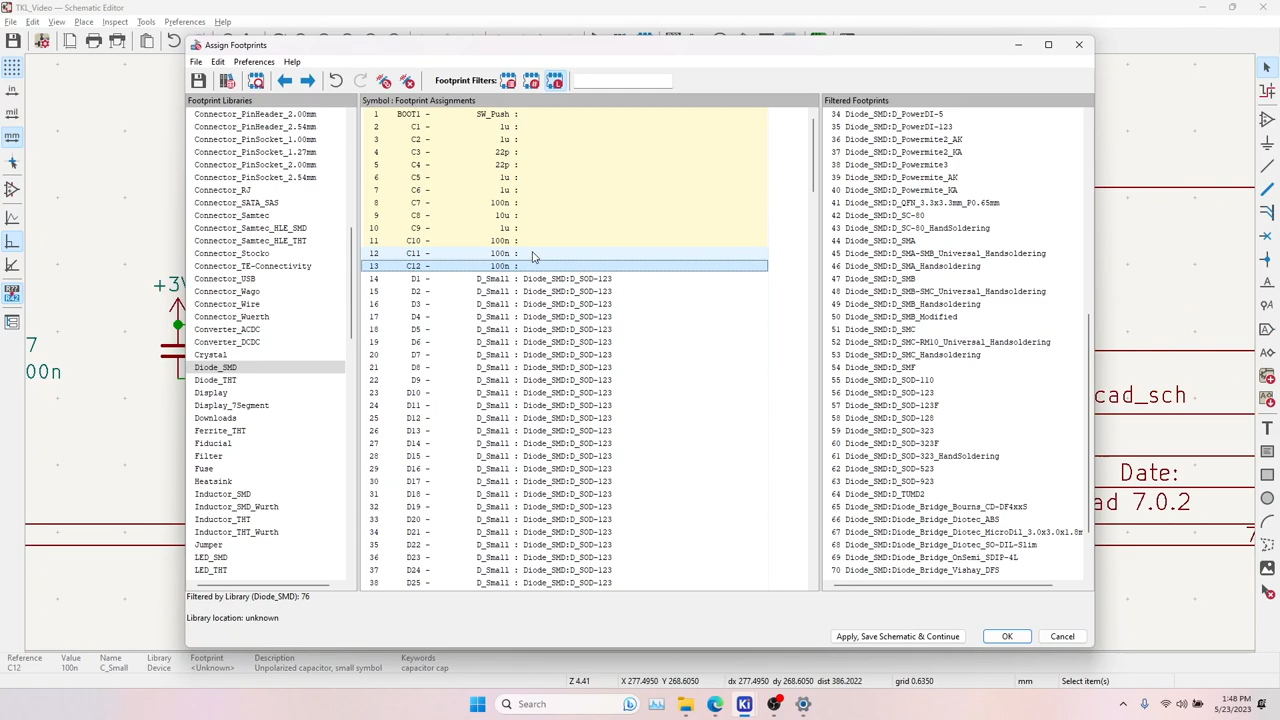 TKL_Video — Schematic Editor
File Edit View Place Inspect Tools Preferences Help
Assign Footprints
File Edit Preferences Help
Footprint Filters:
Footprint Libraries
Connector_PinHeader_2.00mm
Connector_PinHeader_2.54mm
Connector_PinSocket_1.00mm
Connector_PinSocket_1.27mm
Connector_PinSocket_2.00mm
Connector_PinSocket_2.54mm
Connector_RJ
Connector_SATA_SAS
Connector_Samtec
Connector_Samtec_HLE_SMD
Connector_Samtec_HLE_THT
Connector_Stocko
Connector_TE-Connectivity
Connector_USB
Connector_Wago
Connector_Wire
Connector_Wuerth
Converter_ACDC
Converter_DCDC
Crystal
Diode_SMD
Diode_THT
Display
Display_7Segment
Downloads
Ferrite_THT
Fiducial
Filter
Fuse
Heatsink
Inductor_SMD
Inductor_SMD_Wurth
Inductor_THT
Inductor_THT_Wurth
Jumper
LED_SMD
LED_THT
Symbol : Footprint Assignments
1 BOOT1 - SW_Push :
2 C1 - 1u :
3 C2 - 1u :
4 C3 - 22p :
5 C4 - 22p :
6 C5 - 1u :
7 C6 - 1u :
8 C7 - 100n :
9 C8 - 10u :
10 C9 - 1u :
11 C10 - 100n :
12 C11 - 100n :
13 C12 - 100n :
14 D1 - D_Small : Diode_SMD:D_SOD-123
15 D2 - D_Small : Diode_SMD:D_SOD-123
16 D3 - D_Small : Diode_SMD:D_SOD-123
17 D4 - D_Small : Diode_SMD:D_SOD-123
18 D5 - D_Small : Diode_SMD:D_SOD-123
19 D6 - D_Small : Diode_SMD:D_SOD-123
20 D7 - D_Small : Diode_SMD:D_SOD-123
21 D8 - D_Small : Diode_SMD:D_SOD-123
22 D9 - D_Small : Diode_SMD:D_SOD-123
23 D10 - D_Small : Diode_SMD:D_SOD-123
24 D11 - D_Small : Diode_SMD:D_SOD-123
25 D12 - D_Small : Diode_SMD:D_SOD-123
26 D13 - D_Small : Diode_SMD:D_SOD-123
27 D14 - D_Small : Diode_SMD:D_SOD-123
28 D15 - D_Small : Diode_SMD:D_SOD-123
29 D16 - D_Small : Diode_SMD:D_SOD-123
30 D17 - D_Small : Diode_SMD:D_SOD-123
31 D18 - D_Small : Diode_SMD:D_SOD-123
32 D19 - D_Small : Diode_SMD:D_SOD-123
33 D20 - D_Small : Diode_SMD:D_SOD-123
34 D21 - D_Small : Diode_SMD:D_SOD-123
35 D22 - D_Small : Diode_SMD:D_SOD-123
36 D23 - D_Small : Diode_SMD:D_SOD-123
37 D24 - D_Small : Diode_SMD:D_SOD-123
38 D25 - D_Small : Diode_SMD:D_SOD-123
Filtered Footprints
34 Diode_SMD:D_PowerDI-5
35 Diode_SMD:D_PowerDI-123
36 Diode_SMD:D_Powermite2_AK
37 Diode_SMD:D_Powermite2_KA
38 Diode_SMD:D_Powermite3
39 Diode_SMD:D_Powermite_AK
40 Diode_SMD:D_Powermite_KA
41 Diode_SMD:D_QFN_3.3x3.3mm_P0.65mm
42 Diode_SMD:D_SC-80
43 Diode_SMD:D_SC-80_HandSoldering
44 Diode_SMD:D_SMA
45 Diode_SMD:D_SMA-SMB_Universal_Handsoldering
46 Diode_SMD:D_SMA_Handsoldering
47 Diode_SMD:D_SMB
48 Diode_SMD:D_SMB-SMC_Universal_Handsoldering
49 Diode_SMD:D_SMB_Handsoldering
50 Diode_SMD:D_SMB_Modified
51 Diode_SMD:D_SMC
52 Diode_SMD:D_SMC-RM10_Universal_Handsoldering
53 Diode_SMD:D_SMC_Handsoldering
54 Diode_SMD:D_SMF
55 Diode_SMD:D_SOD-110
56 Diode_SMD:D_SOD-123
57 Diode_SMD:D_SOD-123F
58 Diode_SMD:D_SOD-128
59 Diode_SMD:D_SOD-323
60 Diode_SMD:D_SOD-323F
61 Diode_SMD:D_SOD-323_HandSoldering
62 Diode_SMD:D_SOD-523
63 Diode_SMD:D_SOD-923
64 Diode_SMD:D_TUMD2
65 Diode_SMD:Diode_Bridge_Bourns_CD-DF4xxS
66 Diode_SMD:Diode_Bridge_Diotec_ABS
67 Diode_SMD:Diode_Bridge_Diotec_MicroDil_3.0x3.0x1.8m
68 Diode_SMD:Diode_Bridge_Diotec_SO-DIL-Slim
69 Diode_SMD:Diode_Bridge_OnSemi_SDIP-4L
70 Diode_SMD:Diode_Bridge_Vishay_DFS
Filtered by Library (Diode_SMD): 76
Library location: unknown
Apply, Save Schematic & Continue OK Cancel
in
mil
mm
+3V
7
00n
cad_sch
Date:
ad 7.0.2
Reference Value Name Library Footprint Description Keywords
C12 100n C_Small Device <Unknown> Unpolarized capacitor, small symbol capacitor cap
Z 4.41 X 277.4950 Y 268.6050 dx 277.4950 dy 268.6050 dist 386.2022 grid 0.6350 mm Select item(s)
Search
1:48 PM
5/23/2023